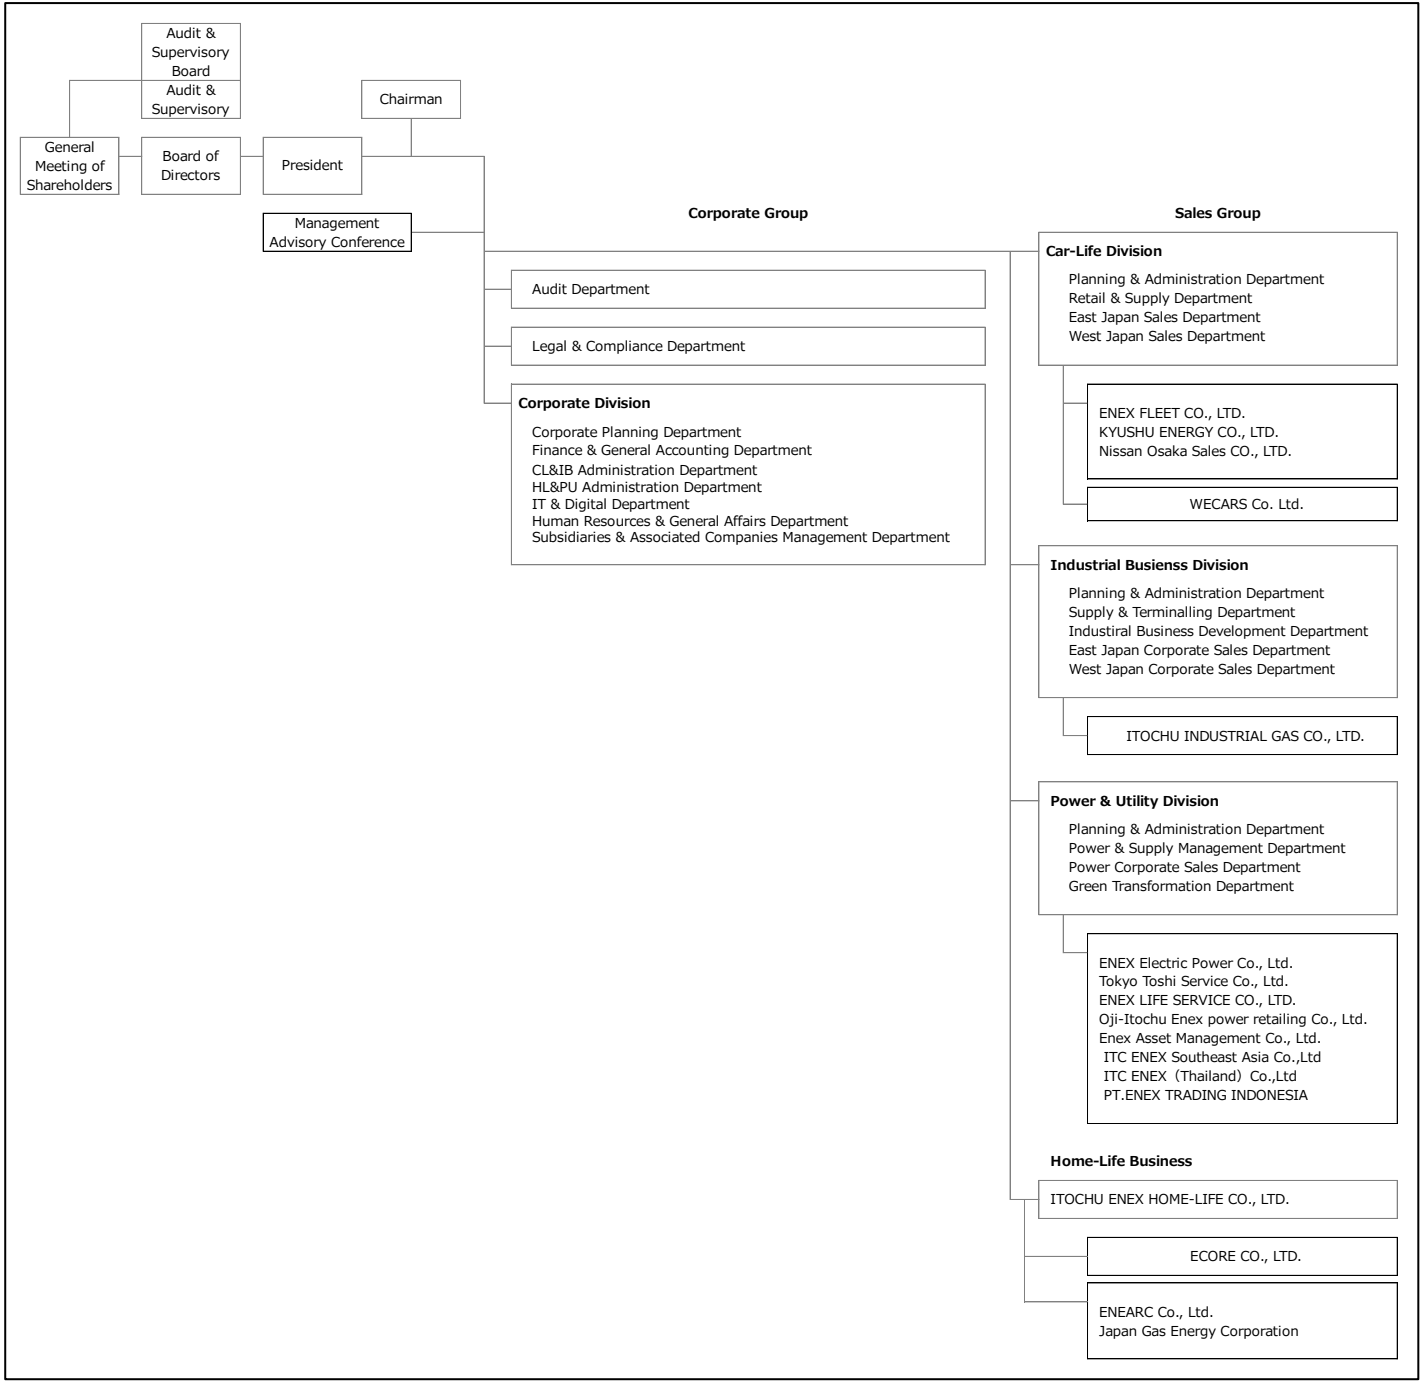 Audit &
Supervisory
Board
Audit &
Supervisory
Chairman
General
Meeting of
Shareholders
Board of
Directors
President
Management
Advisory Conference
Corporate Group
Audit Department
Legal & Compliance Department
Corporate Division
Corporate Planning Department
Finance & General Accounting Department
CL&IB Administration Department
HL&PU Administration Department
IT & Digital Department
Human Resources & General Affairs Department
Subsidiaries & Associated Companies Management Department
Sales Group
Car-Life Division
Planning & Administration Department
Retail & Supply Department
East Japan Sales Department
West Japan Sales Department
ENEX FLEET CO., LTD.
KYUSHU ENERGY CO., LTD.
Nissan Osaka Sales CO., LTD.
WECARS Co. Ltd.
Industrial Busienss Division
Planning & Administration Department
Supply & Terminalling Department
Industiral Business Development Department
East Japan Corporate Sales Department
West Japan Corporate Sales Department
ITOCHU INDUSTRIAL GAS CO., LTD.
Power & Utility Division
Planning & Administration Department
Power & Supply Management Department
Power Corporate Sales Department
Green Transformation Department
ENEX Electric Power Co., Ltd.
Tokyo Toshi Service Co., Ltd.
ENEX LIFE SERVICE CO., LTD.
Oji-Itochu Enex power retailing Co., Ltd.
Enex Asset Management Co., Ltd.
ITC ENEX Southeast Asia Co.,Ltd
ITC ENEX（Thailand）Co.,Ltd
PT.ENEX TRADING INDONESIA
Home-Life Business
ITOCHU ENEX HOME-LIFE CO., LTD.
ECORE CO., LTD.
ENEARC Co., Ltd.
Japan Gas Energy Corporation